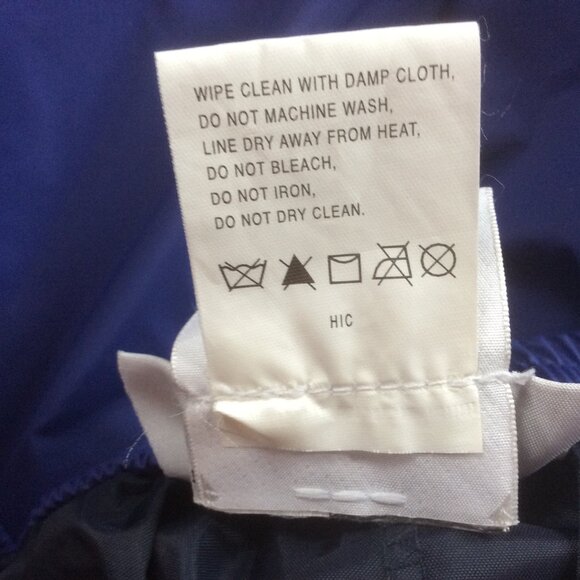 WIPE CLEAN WITH DAMP CLOTH,
DO NOT MACHINE WASH,
LINE DRY AWAY FROM HEAT,
DO NOT BLEACH,
DO NOT IRON,
DO NOT DRY CLEAN.
HIC